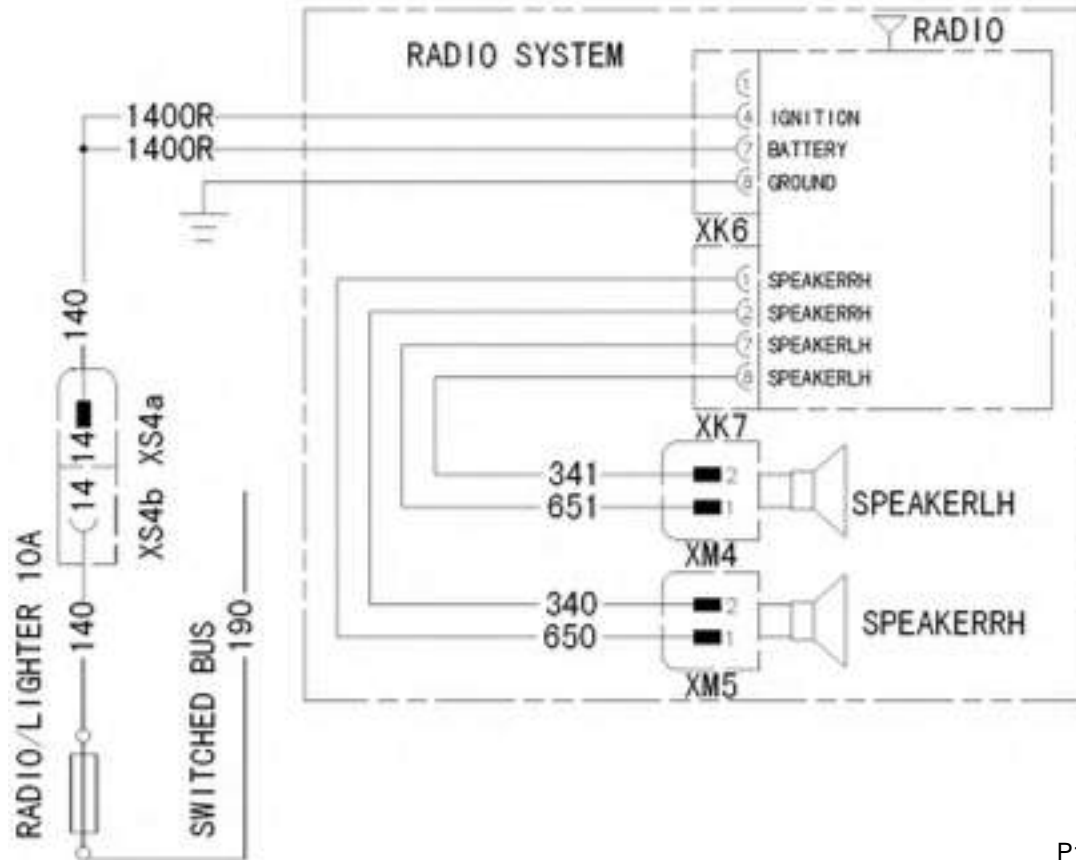 RADIO SYSTEM
RADIO
1400R
4 IGNITION
1400R
7 BATTERY
8 GROUND
XK6
1 SPEAKERRH
2 SPEAKERRH
7 SPEAKERLH
8 SPEAKERLH
XK7
140
14
XS4a
14
XS4b
140
RADIO/LIGHTER 10A
SWITCHED BUS
190
341
2
651
1
SPEAKERLH
XM4
340
2
650
1
SPEAKERRH
XM5